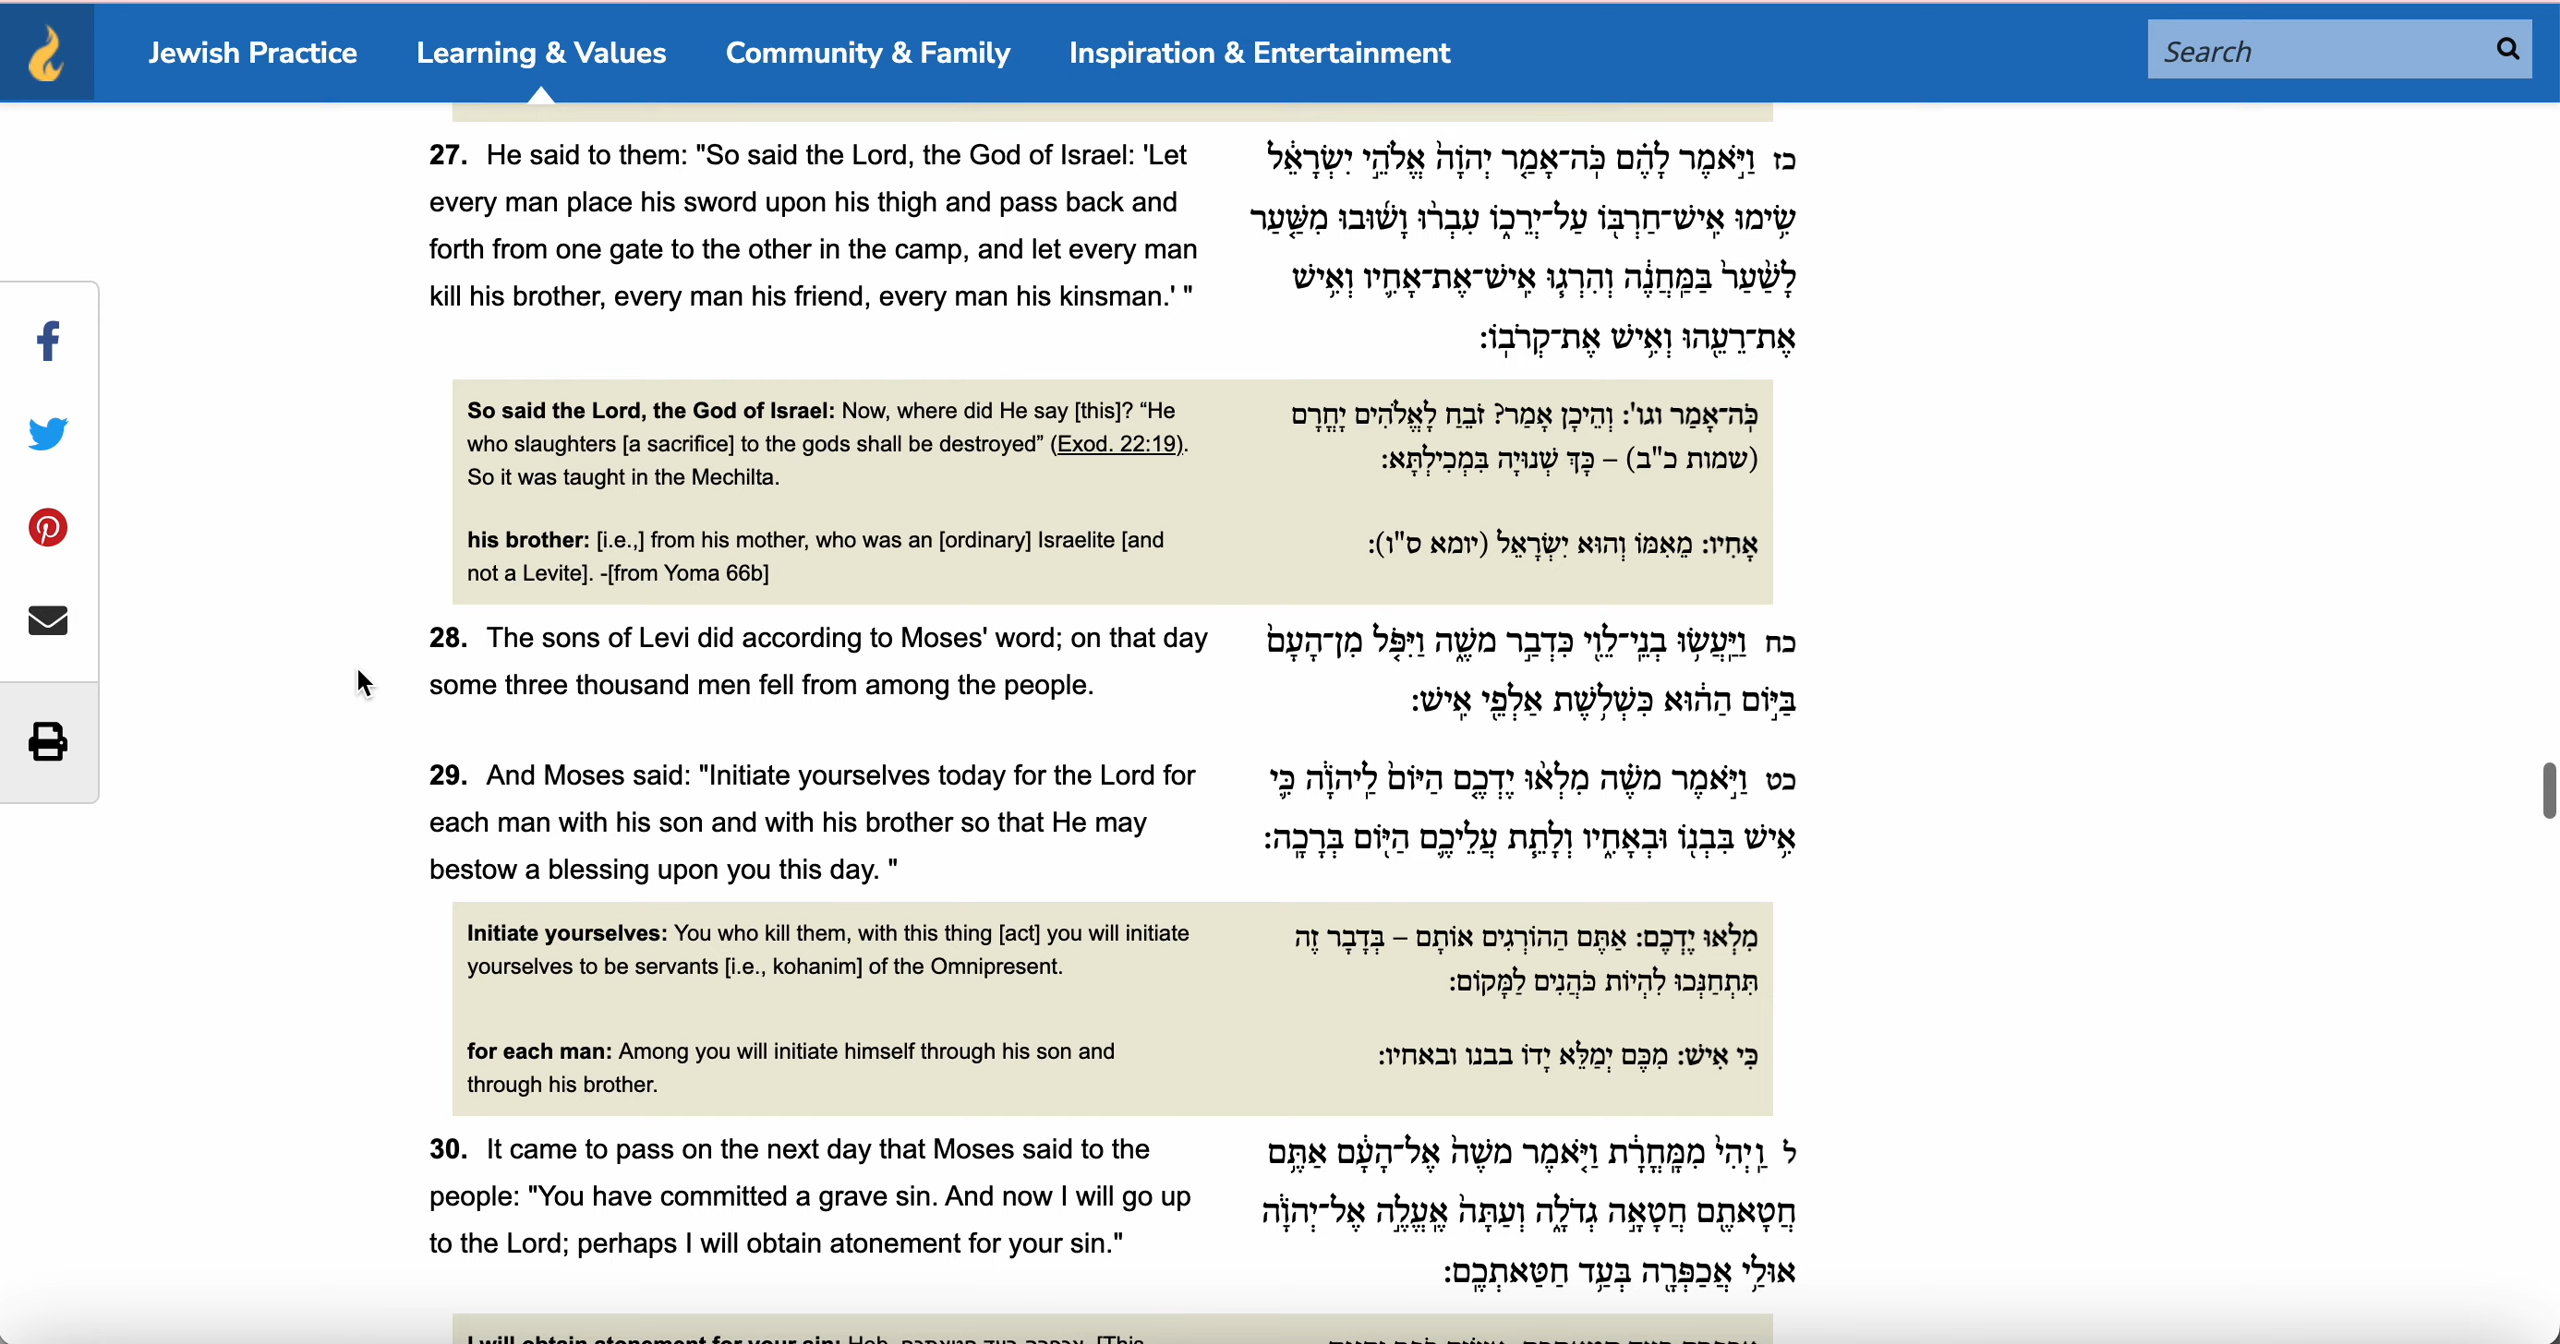 Jewish Practice
Learning & Values
Community & Family
Inspiration & Entertainment
Search
27. He said to them: "So said the Lord, the God of Israel: 'Let
every man place his sword upon his thigh and pass back and
forth from one gate to the other in the camp, and let every man
kill his brother, every man his friend, every man his kinsman.' "
כז וַיֹּ֣אמֶר לָהֶ֗ם כֹּֽה־אָמַ֤ר יְהֹוָה֙ אֱלֹהֵ֣י יִשְׂרָאֵ֔ל
שִׂ֥ימוּ אִֽישׁ־חַרְבּ֖וֹ עַל־יְרֵכ֑וֹ עִבְר֨וּ וָשׁ֜וּבוּ מִשַּׁ֤עַר
לָשַׁ֨עַר֙ בַּֽמַּחֲנֶ֔ה וְהִרְג֧וּ אִֽישׁ־אֶת־אָחִ֛יו וְאִ֥ישׁ
אֶת־רֵעֵ֖הוּ וְאִ֥ישׁ אֶת־קְרֹבֽוֹ:
So said the Lord, the God of Israel: Now, where did He say [this]? “He
who slaughters [a sacrifice] to the gods shall be destroyed” (Exod. 22:19).
So it was taught in the Mechilta.
כֹּֽה־אָמַר וגו': וְהֵיכָן אָמַר? זֹבֵחַ לָאֱלֹהִים יָחֳרָם
(שמות כ"ב) – כָּךְ שְׁנוּיָה בִּמְכִילְתָּא:
his brother: [i.e.,] from his mother, who was an [ordinary] Israelite [and
not a Levite]. -[from Yoma 66b]
אָחִיו: מֵאִמּוֹ וְהוּא יִשְׂרָאֵל (יומא ס"ו):
28. The sons of Levi did according to Moses' word; on that day
some three thousand men fell from among the people.
כח וַיַּֽעֲשׂ֥וּ בְנֵֽי־לֵוִ֖י כִּדְבַ֣ר משֶׁ֑ה וַיִּפֹּ֤ל מִן־הָעָם֙
בַּיּ֣וֹם הַה֔וּא כִּשְׁל֥שֶׁת אַלְפֵ֖י אִֽישׁ:
29. And Moses said: "Initiate yourselves today for the Lord for
each man with his son and with his brother so that He may
bestow a blessing upon you this day. "
כט וַיֹּ֣אמֶר משֶׁ֗ה מִלְא֨וּ יֶדְכֶ֤ם הַיּוֹם֙ לַֽיהֹוָ֔ה כִּ֛י
אִ֥ישׁ בִּבְנ֖וֹ וּבְאָחִ֑יו וְלָתֵ֧ת עֲלֵיכֶ֛ם הַיּ֖וֹם בְּרָכָֽה:
Initiate yourselves: You who kill them, with this thing [act] you will initiate
yourselves to be servants [i.e., kohanim] of the Omnipresent.
מִלְאוּ יֶדְכֶם: אַתֶּם הַהוֹרְגִים אוֹתָם – בְּדָבָר זֶה
תִּתְחַנְּכוּ לִהְיוֹת כֹּהֲנִים לַמָּקוֹם:
for each man: Among you will initiate himself through his son and
through his brother.
כִּי אִישׁ: מִכֶּם יְמַלֵּא יָדוֹ בבנו ובאחיו:
30. It came to pass on the next day that Moses said to the
people: "You have committed a grave sin. And now I will go up
to the Lord; perhaps I will obtain atonement for your sin."
ל וַֽיְהִי֙ מִמָּ֣חֳרָ֔ת וַיֹּ֤אמֶר משֶׁה֙ אֶל־הָעָ֔ם אַתֶּ֥ם
חֲטָאתֶ֖ם חֲטָאָ֣ה גְדֹלָ֑ה וְעַתָּה֙ אֶֽעֱלֶ֣ה אֶל־יְהֹוָ֔ה
אוּלַ֥י אֲכַפְּרָ֖ה בְּעַ֥ד חַטַּאתְכֶֽם:
I will obtain atonement for your sin: Heb. אכפרה בעד חטאתכם. [This